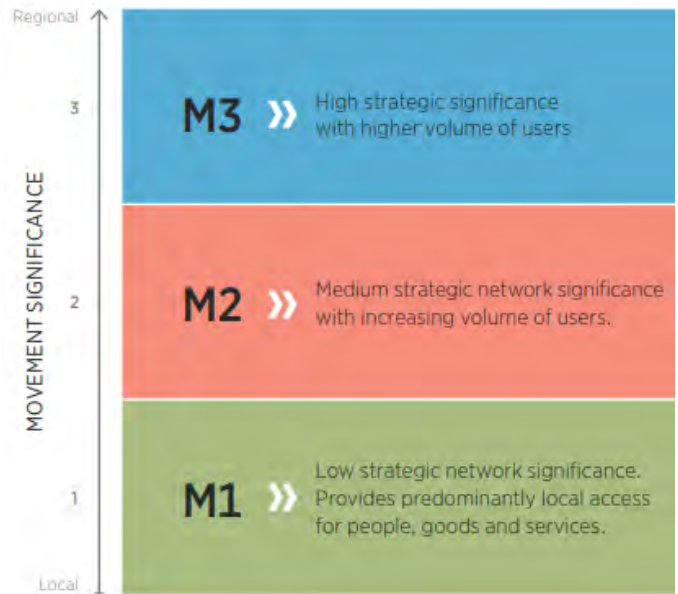 Regional
3
M3
High strategic significance
with higher volume of users
MOVEMENT SIGNIFICANCE
2
M2
Medium strategic network significance
with increasing volume of users.
1
M1
Low strategic network significance.
Provides predominantly local access
for people, goods and services.
Local